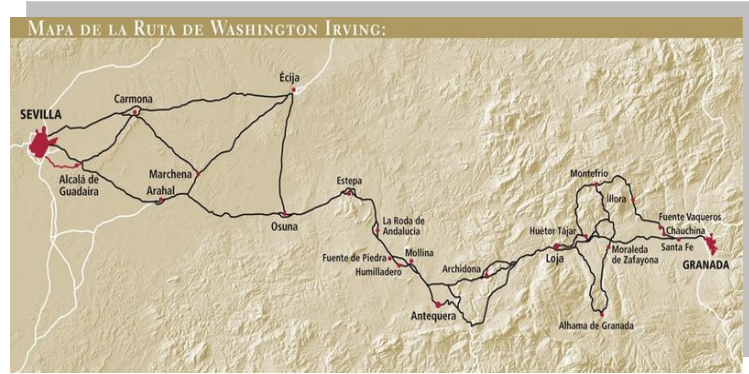 MAPA DE LA RUTA DE WASHINGTON IRVING:
Écija
Carmona
SEVILLA
Alcalá de
Guadaira
Marchena
Arahal
Osuna
Estepa
La Roda de
Andalucía
Fuente de Piedra
Mollina
Humilladero
Antequera
Archidona
Loja
Huétor Tájar
Montefrío
Íllora
Fuente Vaqueros
Chauchina
Santa Fe
Moraleda
de Zafayona
GRANADA
Alhama de Granada